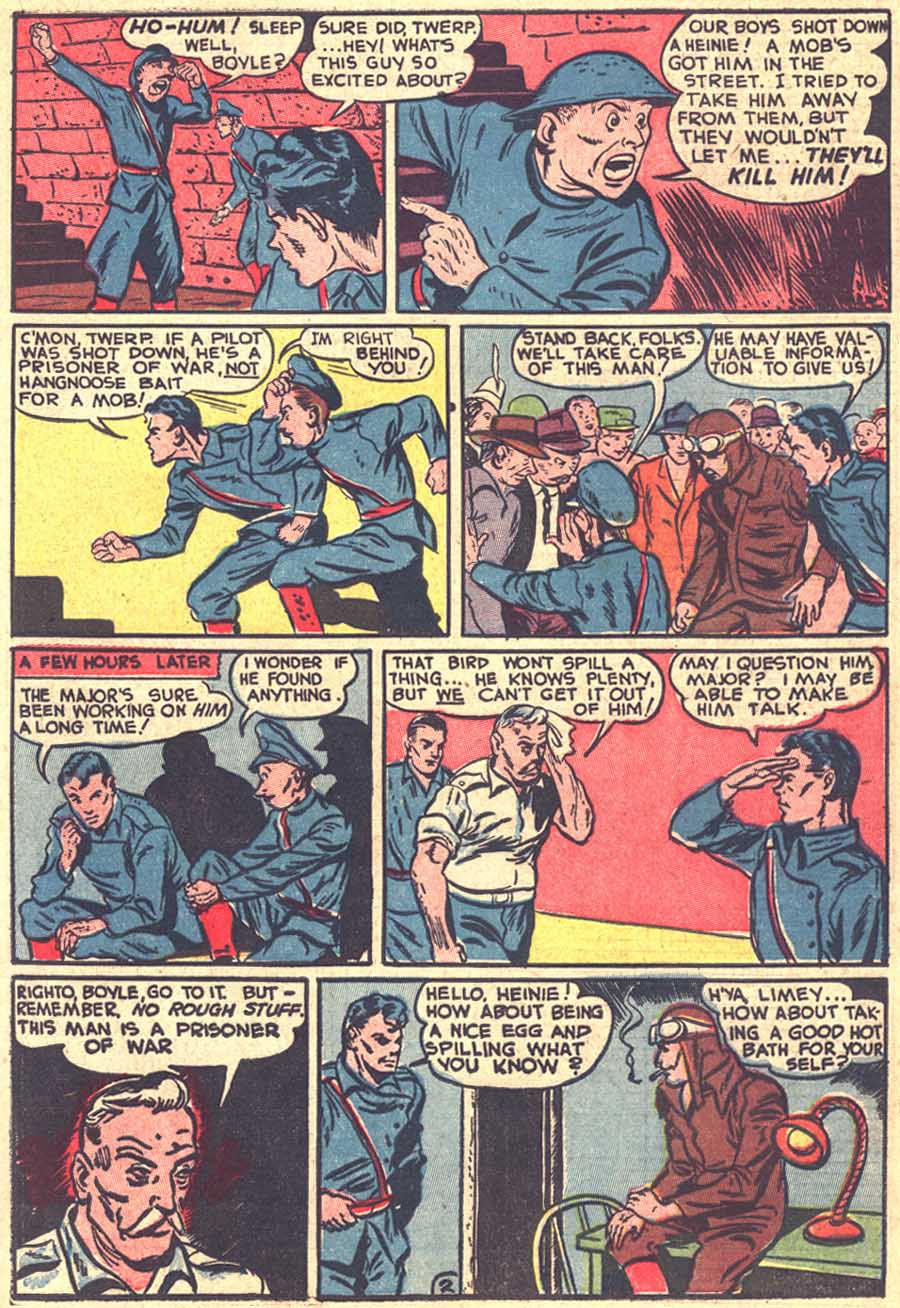 HO-HUM! SLEEP
WELL,
BOYLE?
SURE DID, TWERP.
...HEY! WHAT'S
THIS GUY SO
EXCITED ABOUT?
OUR BOYS SHOT DOWN
A HEINIE! A MOB'S
GOT HIM IN THE
STREET. I TRIED TO
TAKE HIM AWAY
FROM THEM, BUT
THEY WOULDN'T
LET ME... THEY'LL
KILL HIM!
C'MON, TWERP. IF A PILOT
WAS SHOT DOWN, HE'S A
PRISONER OF WAR, NOT
HANGNOOSE BAIT
FOR A MOB!
I'M RIGHT
BEHIND
YOU!
STAND BACK, FOLKS.
WE'LL TAKE CARE
OF THIS MAN!
HE MAY HAVE VAL-
UABLE INFORMA-
TION TO GIVE US!
A FEW HOURS LATER
THE MAJOR'S SURE
BEEN WORKING ON HIM
A LONG TIME!
I WONDER IF
HE FOUND
ANYTHING.
THAT BIRD WONT SPILL A
THING.... HE KNOWS PLENTY,
BUT WE CAN'T GET IT OUT
OF HIM!
MAY I QUESTION HIM,
MAJOR? I MAY BE
ABLE TO MAKE
HIM TALK.
RIGHTO, BOYLE, GO TO IT. BUT-
REMEMBER, NO ROUGH STUFF.
THIS MAN IS A PRISONER
OF WAR
HELLO, HEINIE!
HOW ABOUT BEING
A NICE EGG AND
SPILLING WHAT
YOU KNOW?
H'YA, LIMEY...
HOW ABOUT TAK-
ING A GOOD HOT
BATH FOR YOUR
SELF?
2